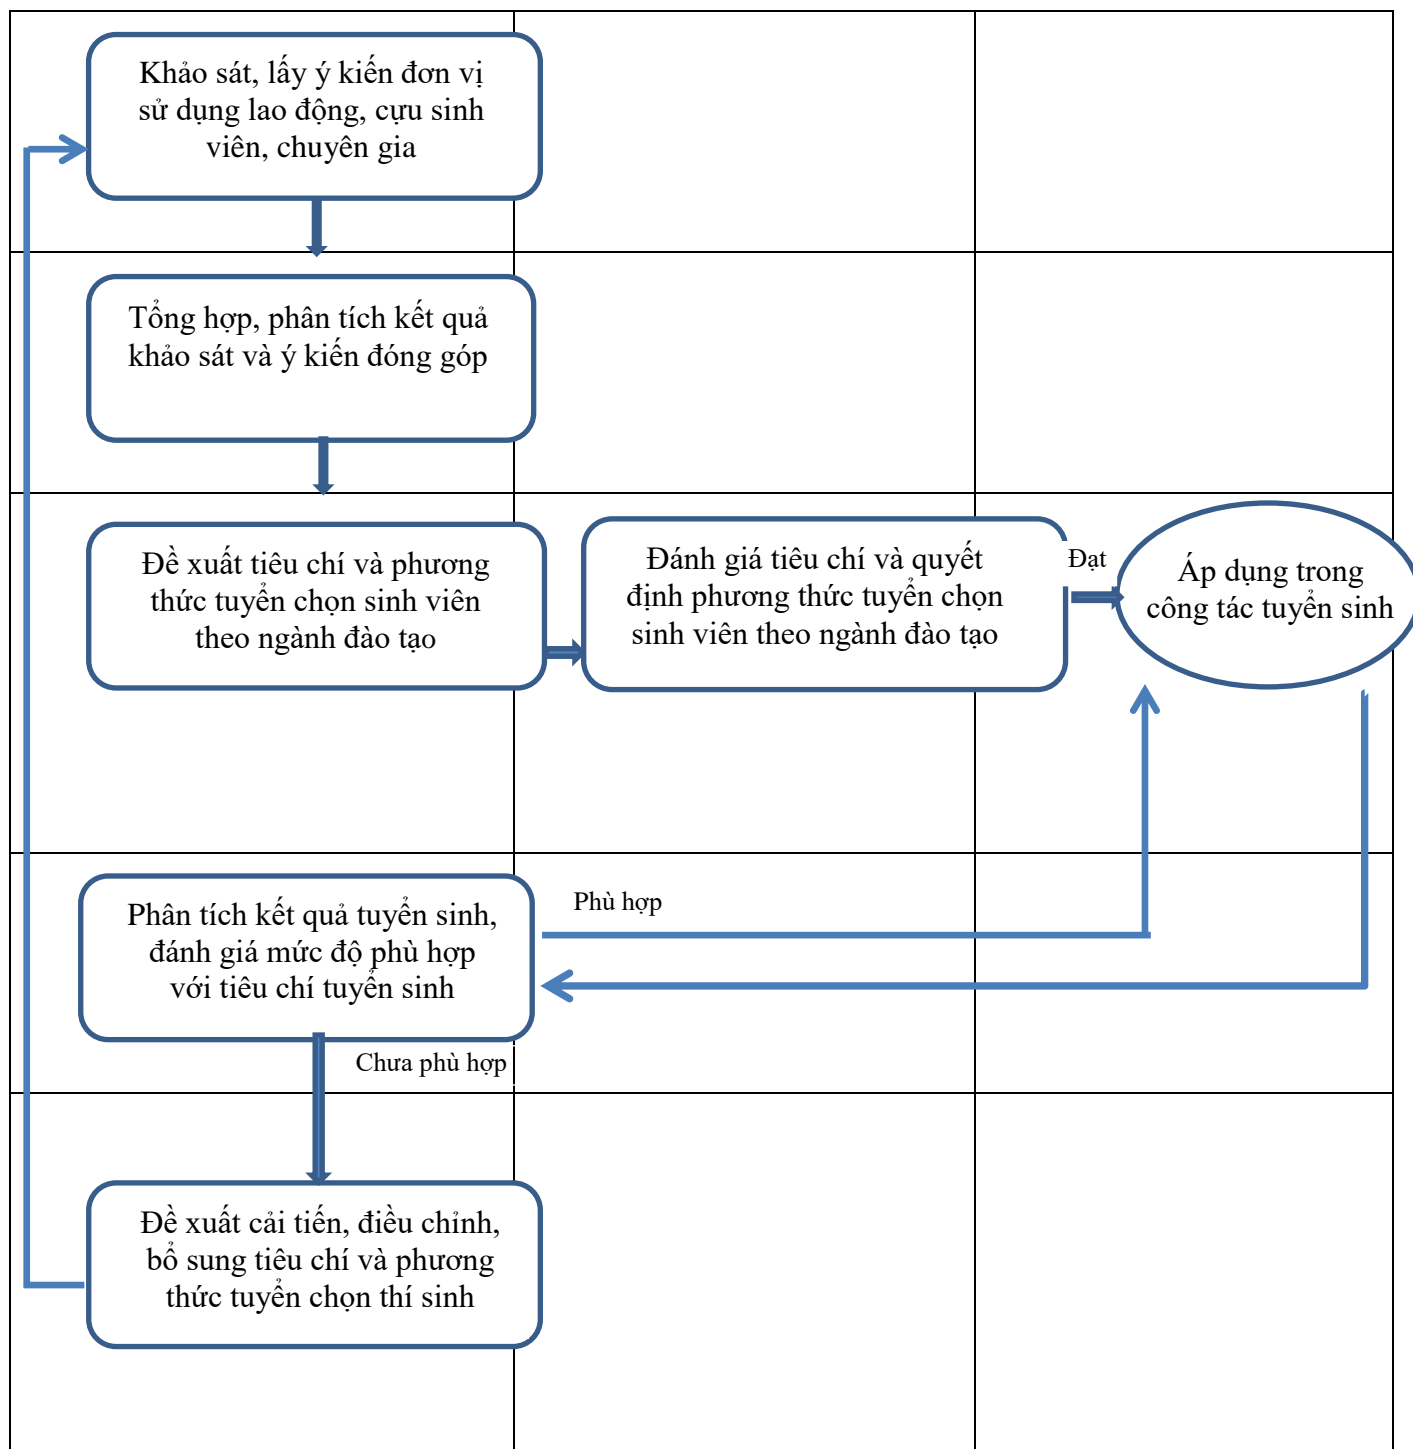 Khảo sát, lấy ý kiến đơn vị
sử dụng lao động, cựu sinh
viên, chuyên gia
Tổng hợp, phân tích kết quả
khảo sát và ý kiến đóng góp
Đề xuất tiêu chí và phương
thức tuyển chọn sinh viên
theo ngành đào tạo
Đánh giá tiêu chí và quyết
định phương thức tuyển chọn
sinh viên theo ngành đào tạo
Đạt
Áp dụng trong
công tác tuyển sinh
Phân tích kết quả tuyển sinh,
đánh giá mức độ phù hợp
với tiêu chí tuyển sinh
Phù hợp
Chưa phù hợp
Đề xuất cải tiến, điều chỉnh,
bổ sung tiêu chí và phương
thức tuyển chọn thí sinh